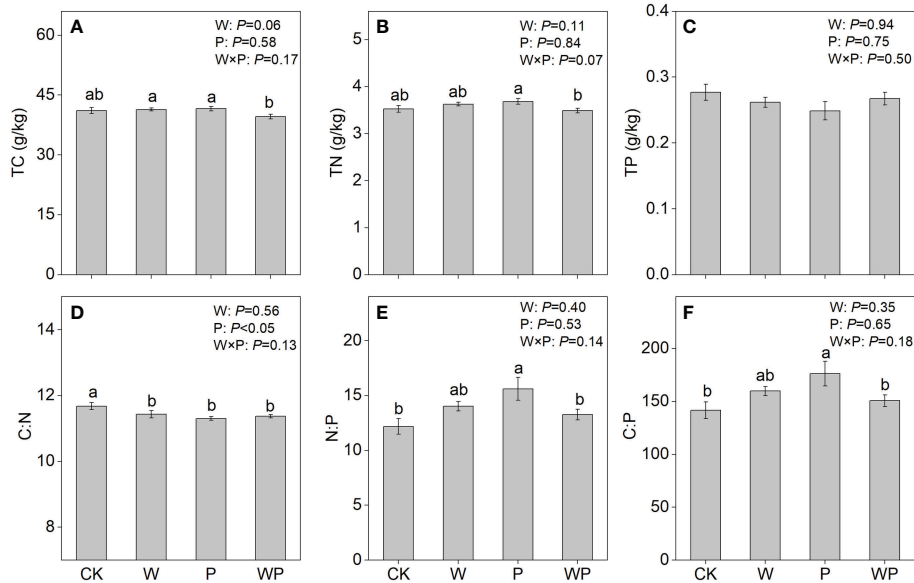 A
W: P=0.06
P: P=0.58
W×P: P=0.17
60
45
30
15
0
TC (g/kg)
ab
a
a
b
B
W: P=0.11
P: P=0.84
W×P: P=0.07
6
5
4
3
2
1
0
TN (g/kg)
ab
ab
a
b
C
W: P=0.94
P: P=0.75
W×P: P=0.50
0.4
0.3
0.2
0.1
0.0
TP (g/kg)
D
W: P=0.56
P: P<0.05
W×P: P=0.13
14
12
10
8
C:N
a
b
b
b
CK W P WP
E
W: P=0.40
P: P=0.53
W×P: P=0.14
20
15
10
5
0
N:P
b
ab
a
b
CK W P WP
F
W: P=0.35
P: P=0.65
W×P: P=0.18
200
150
100
50
0
C:P
b
ab
a
b
CK W P WP